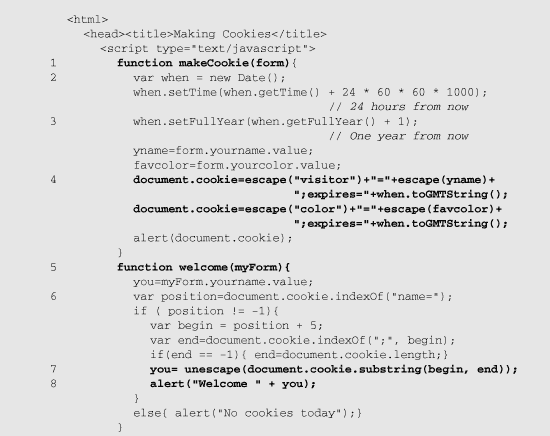 <html>
<head><title>Making Cookies</title>
<script type="text/javascript">
1 function makeCookie(form){
2 var when = new Date();
when.setTime(when.getTime() + 24 * 60 * 60 * 1000);
// 24 hours from now
3 when.setFullYear(when.getFullYear() + 1);
// One year from now
yname=form.yourname.value;
favcolor=form.yourcolor.value;
4 document.cookie=escape("visitor")+"="+escape(yname)+
";expires="+when.toGMTString();
document.cookie=escape("color")+"="+escape(favcolor)+
";expires="+when.toGMTString();
alert(document.cookie);
}
5 function welcome(myForm){
you=myForm.yourname.value;
6 var position=document.cookie.indexOf("name=");
if ( position != -1){
var begin = position + 5;
var end=document.cookie.indexOf(";", begin);
if(end == -1){ end=document.cookie.length;}
7 you= unescape(document.cookie.substring(begin, end));
8 alert("Welcome " + you);
}
else{ alert("No cookies today");}
}